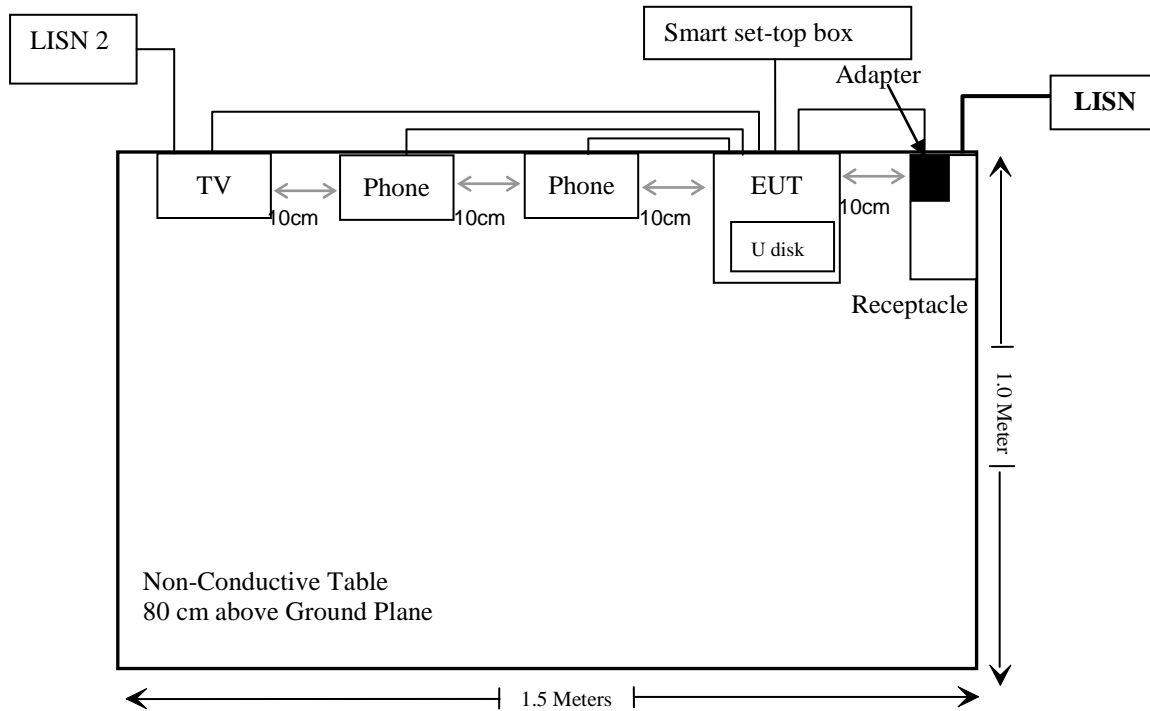 LISN 2
Smart set-top box
Adapter
LISN
TV
Phone
Phone
EUT
10cm
10cm
10cm
10cm
U disk
Receptacle
1.0 Meter
Non-Conductive Table
80 cm above Ground Plane
1.5 Meters